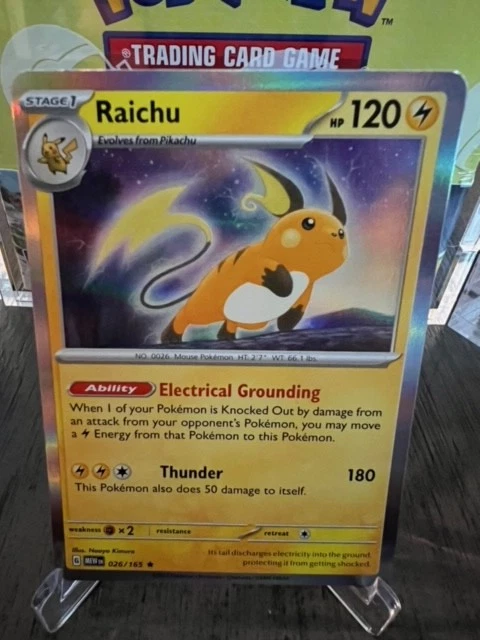 TRADING CARD GAME
TM
STAGE 1
Raichu
HP 120
Evolves from Pikachu
NO. 0026 Mouse Pokémon HT: 2'7" WT: 66.1 lbs.
Ability Electrical Grounding
When 1 of your Pokémon is Knocked Out by damage from
an attack from your opponent's Pokémon, you may move
a Energy from that Pokémon to this Pokémon.
Thunder 180
This Pokémon also does 50 damage to itself.
weakness ×2 resistance retreat
Illus. Naoyo Kimura
G MEW EN 026/165 ★
Its tail discharges electricity into the ground,
protecting it from getting shocked.